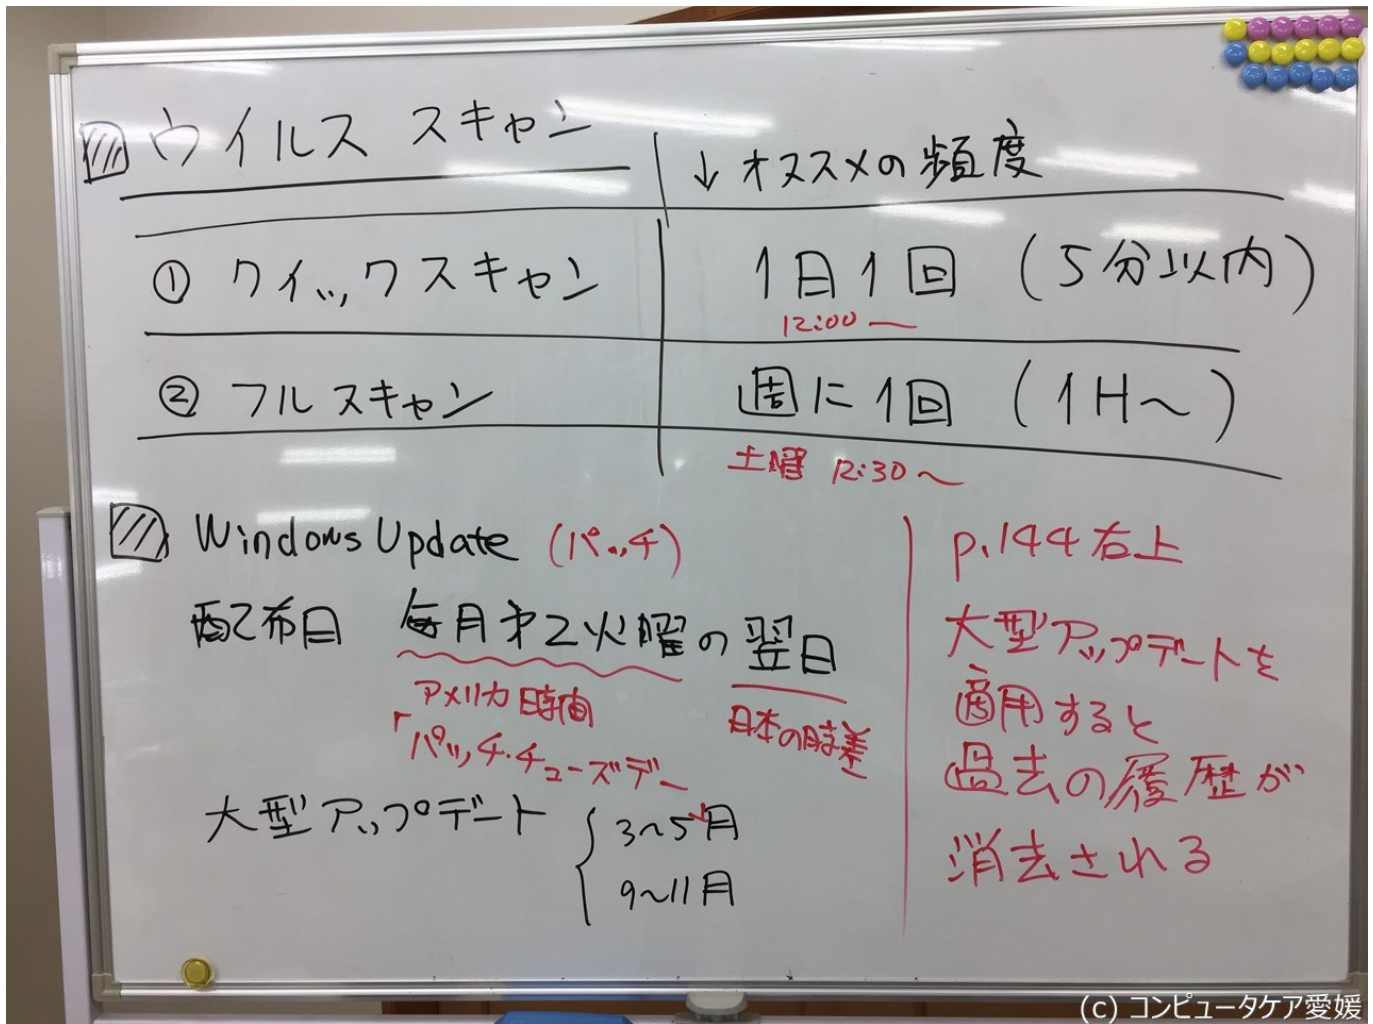 ウイルス スキャン
↓オススメの頻度
① クイックスキャン
1日1回 (5分以内)
12:00〜
② フルスキャン
週に1回 (1H〜)
土曜 12:30〜
Windows Update (パッチ)
配布日 毎月第2火曜の翌日
アメリカ時間
「パッチ・チューズデー」
日本の時差
大型アップデート
3〜5月
9〜11月
p.144右上
大型アップデートを
適用すると
過去の履歴が
消去される
(c) コンピュータケア愛媛